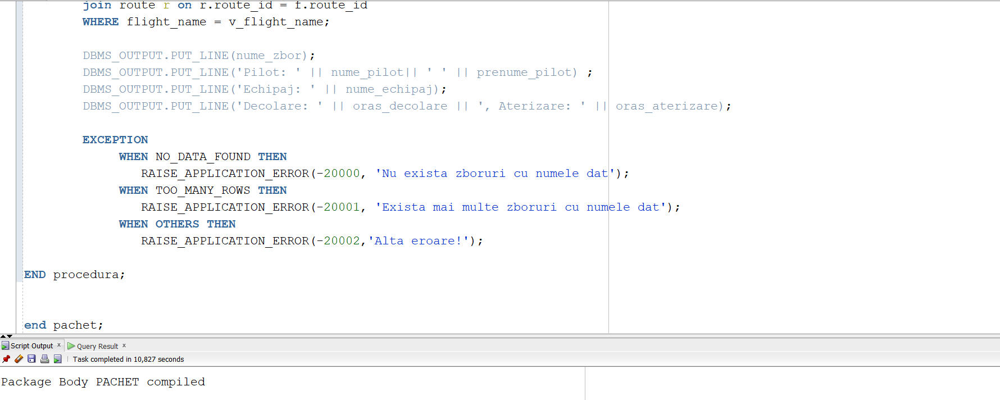 join route r on r.route_id = f.route_id
WHERE flight_name = v_flight_name;
DBMS_OUTPUT.PUT_LINE(nume_zbor);
DBMS_OUTPUT.PUT_LINE('Pilot: ' || nume_pilot|| ' ' || prenume_pilot) ;
DBMS_OUTPUT.PUT_LINE('Echipaj: ' || nume_echipaj);
DBMS_OUTPUT.PUT_LINE('Decolare: ' || oras_decolare || ', Aterizare: ' || oras_aterizare);
EXCEPTION
WHEN NO_DATA_FOUND THEN
RAISE_APPLICATION_ERROR(-20000, 'Nu exista zboruri cu numele dat');
WHEN TOO_MANY_ROWS THEN
RAISE_APPLICATION_ERROR(-20001, 'Exista mai multe zboruri cu numele dat');
WHEN OTHERS THEN
RAISE_APPLICATION_ERROR(-20002,'Alta eroare!');
END procedura;
end pachet;
Script Output x Query Result x
Task completed in 10,827 seconds
Package Body PACHET compiled